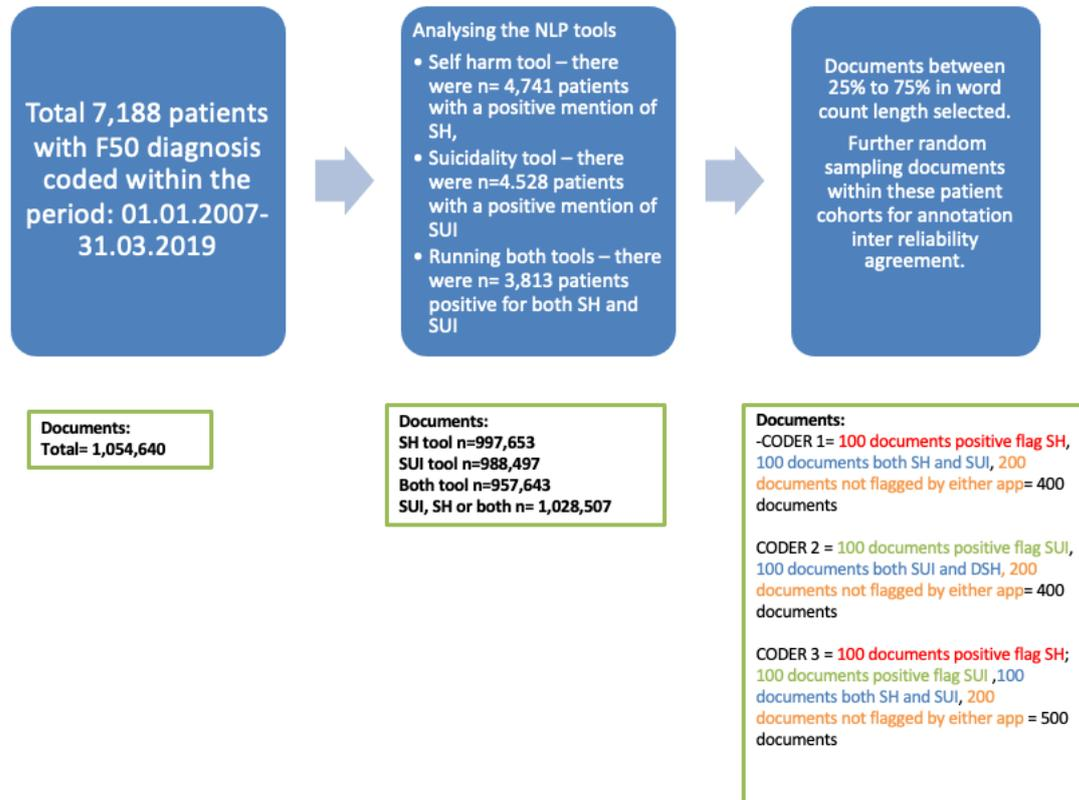 Total 7,188 patients
with F50 diagnosis
coded within the
period: 01.01.2007-
31.03.2019
Analysing the NLP tools
• Self harm tool – there
were n= 4,741 patients
with a positive mention of
SH,
• Suicidality tool – there
were n=4.528 patients
with a positive mention of
SUI
• Running both tools – there
were n= 3,813 patients
positive for both SH and
SUI
Documents between
25% to 75% in word
count length selected.
Further random
sampling documents
within these patient
cohorts for annotation
inter reliability
agreement.
Documents:
Total= 1,054,640
Documents:
SH tool n=997,653
SUI tool n=988,497
Both tool n=957,643
SUI, SH or both n= 1,028,507
Documents:
-CODER 1= 100 documents positive flag SH,
100 documents both SH and SUI, 200
documents not flagged by either app= 400
documents
CODER 2 = 100 documents positive flag SUI,
100 documents both SUI and DSH, 200
documents not flagged by either app= 400
documents
CODER 3 = 100 documents positive flag SH;
100 documents positive flag SUI ,100
documents both SH and SUI, 200
documents not flagged by either app = 500
documents